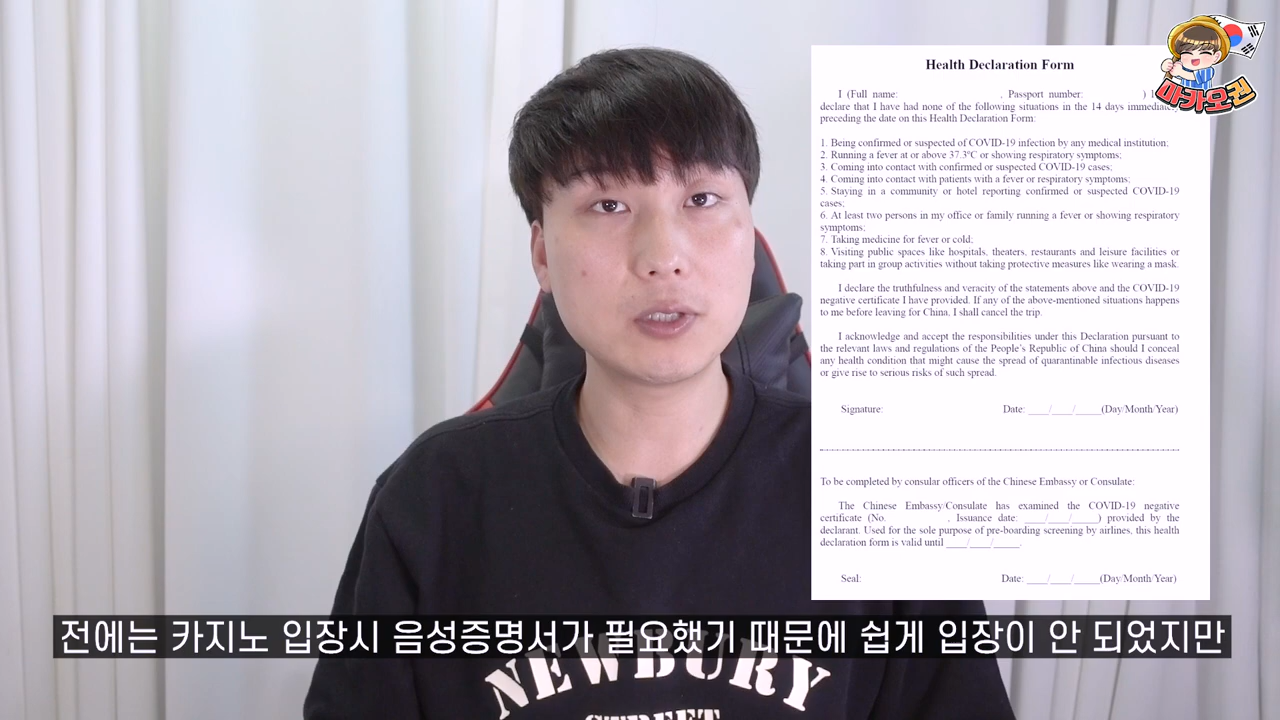 마카오권
Health Declaration Form
I (Full name: , Passport number: )
declare that I have had none of the following situations in the 14 days
preceding the date on this Health Declaration Form:
1. Being confirmed or suspected of COVID-19 infection by any medical institution;
2. Running a fever at or above 37.3°C or showing respiratory symptoms;
3. Coming into contact with confirmed or suspected COVID-19 cases;
4. Coming into contact with patients with a fever or respiratory symptoms;
5. Staying in a community or hotel reporting confirmed or suspected COVID-19
cases;
6. At least two persons in my office or family running a fever or showing respiratory
symptoms;
7. Taking medicine for fever or cold;
8. Visiting public spaces like hospitals, theaters, restaurants and leisure facilities or
taking part in group activities without taking protective measures like wearing a mask.
I declare the truthfulness and veracity of the statements above and the COVID-19
negative certificate I have provided. If any of the above-mentioned situations happens
to me before leaving for China, I shall cancel the trip.
I acknowledge and accept the responsibilities under this Declaration pursuant to
the relevant laws and regulations of the People's Republic of China should I conceal
any health condition that might cause the spread of quarantinable infectious diseases
or give rise to serious risks of such spread.
Signature: Date: ____/____/_____(Day/Month/Year)
To be completed by consular officers of the Chinese Embassy or Consulate:
The Chinese Embassy/Consulate has examined the COVID-19 negative
certificate (No. , Issuance date: ____/____/_____) provided by the
declarant. Used for the sole purpose of pre-boarding screening by airlines, this health
declaration form is valid until ____/____/_____.
Seal: Date: ____/____/_____(Day/Month/Year)
전에는 카지노 입장시 음성증명서가 필요했기 때문에 쉽게 입장이 안 되었지만
NEWBURY
STREET